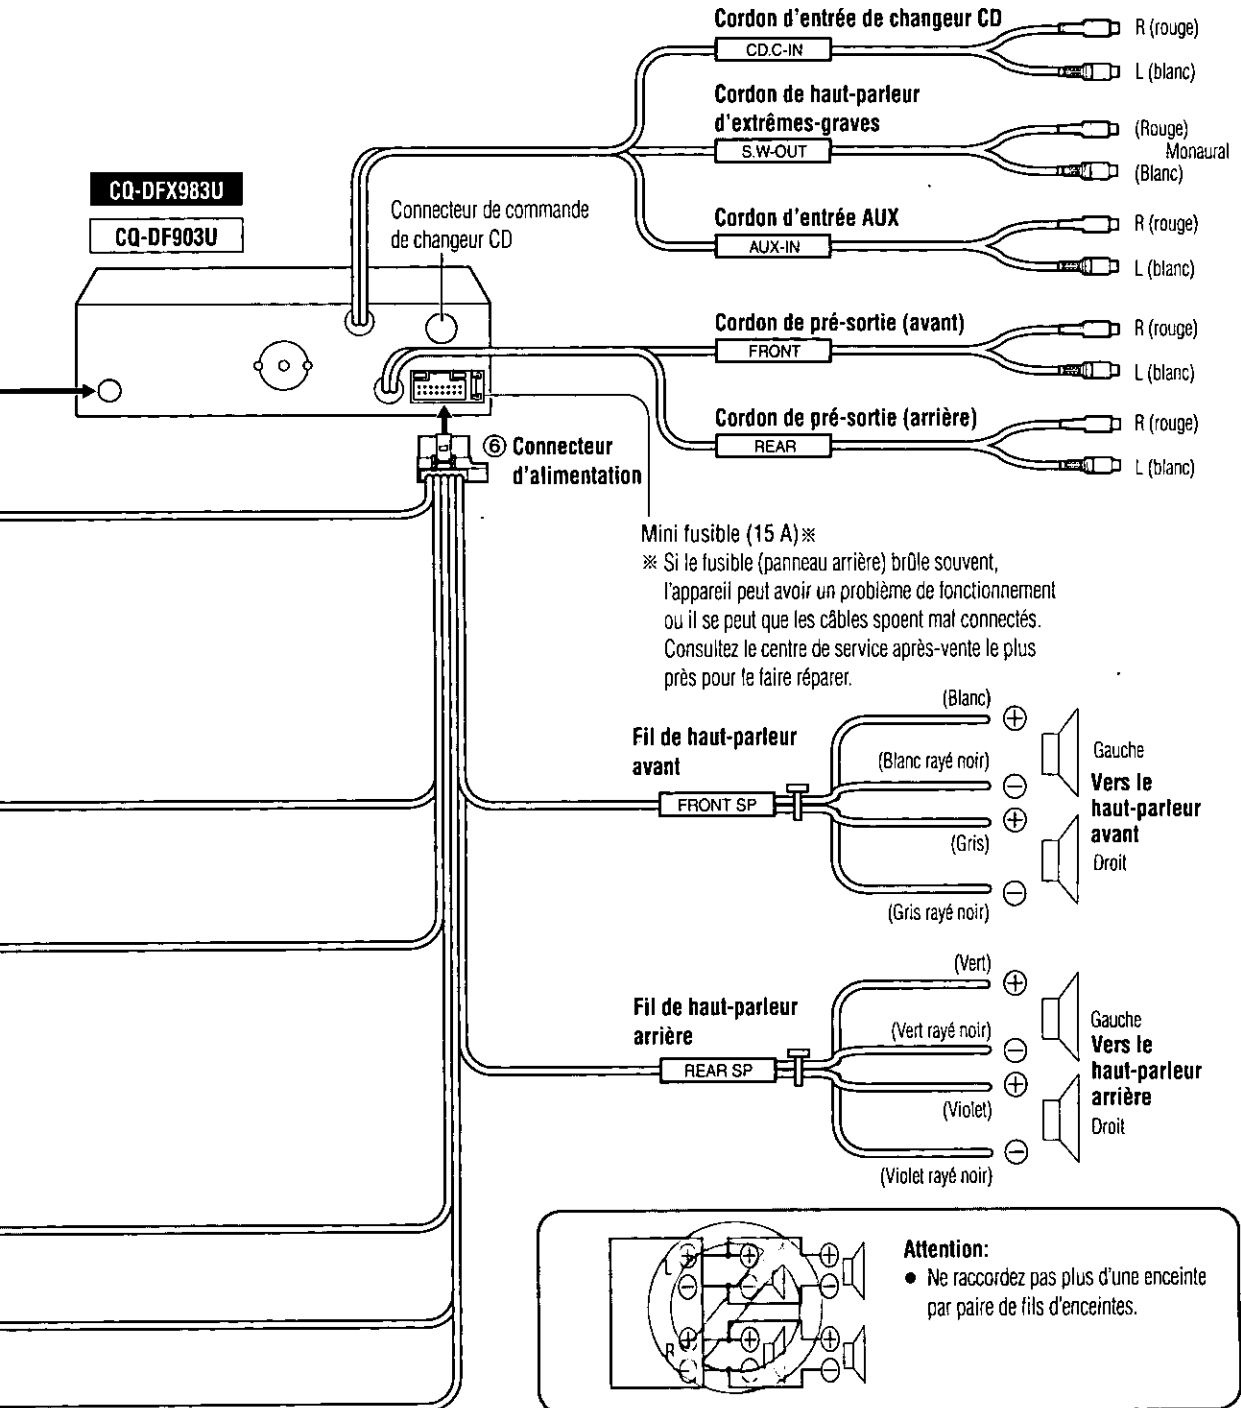 Cordon d'entrée de changeur CD
CD.C-IN
R (rouge)
L (blanc)
Cordon de haut-parleur
d'extrêmes-graves
S.W-OUT
(Rouge)
Monaural
(Blanc)
CQ-DFX983U
CQ-DF903U
Connecteur de commande
de changeur CD
Cordon d'entrée AUX
AUX-IN
R (rouge)
L (blanc)
Cordon de pré-sortie (avant)
FRONT
R (rouge)
L (blanc)
Cordon de pré-sortie (arrière)
REAR
R (rouge)
L (blanc)
⑥ Connecteur
d'alimentation
Mini fusible (15 A)※
※ Si le fusible (panneau arrière) brûle souvent,
l'appareil peut avoir un problème de fonctionnement
ou il se peut que les câbles spoent mal connectés.
Consultez le centre de service après-vente le plus
près pour le faire réparer.
Fil de haut-parleur
avant
FRONT SP
(Blanc)
⊕
(Blanc rayé noir)
⊖
⊕
(Gris)
⊖
(Gris rayé noir)
Gauche
Vers le
haut-parleur
avant
Droit
Fil de haut-parleur
arrière
REAR SP
(Vert)
⊕
(Vert rayé noir)
⊖
⊕
(Violet)
⊖
(Violet rayé noir)
Gauche
Vers le
haut-parleur
arrière
Droit
L
⊕ ⊕ ⊕
⊖ ⊖ ⊖
R
⊕ ⊕ ⊕
⊖ ⊖ ⊖
Attention:
● Ne raccordez pas plus d'une enceinte
par paire de fils d'enceintes.